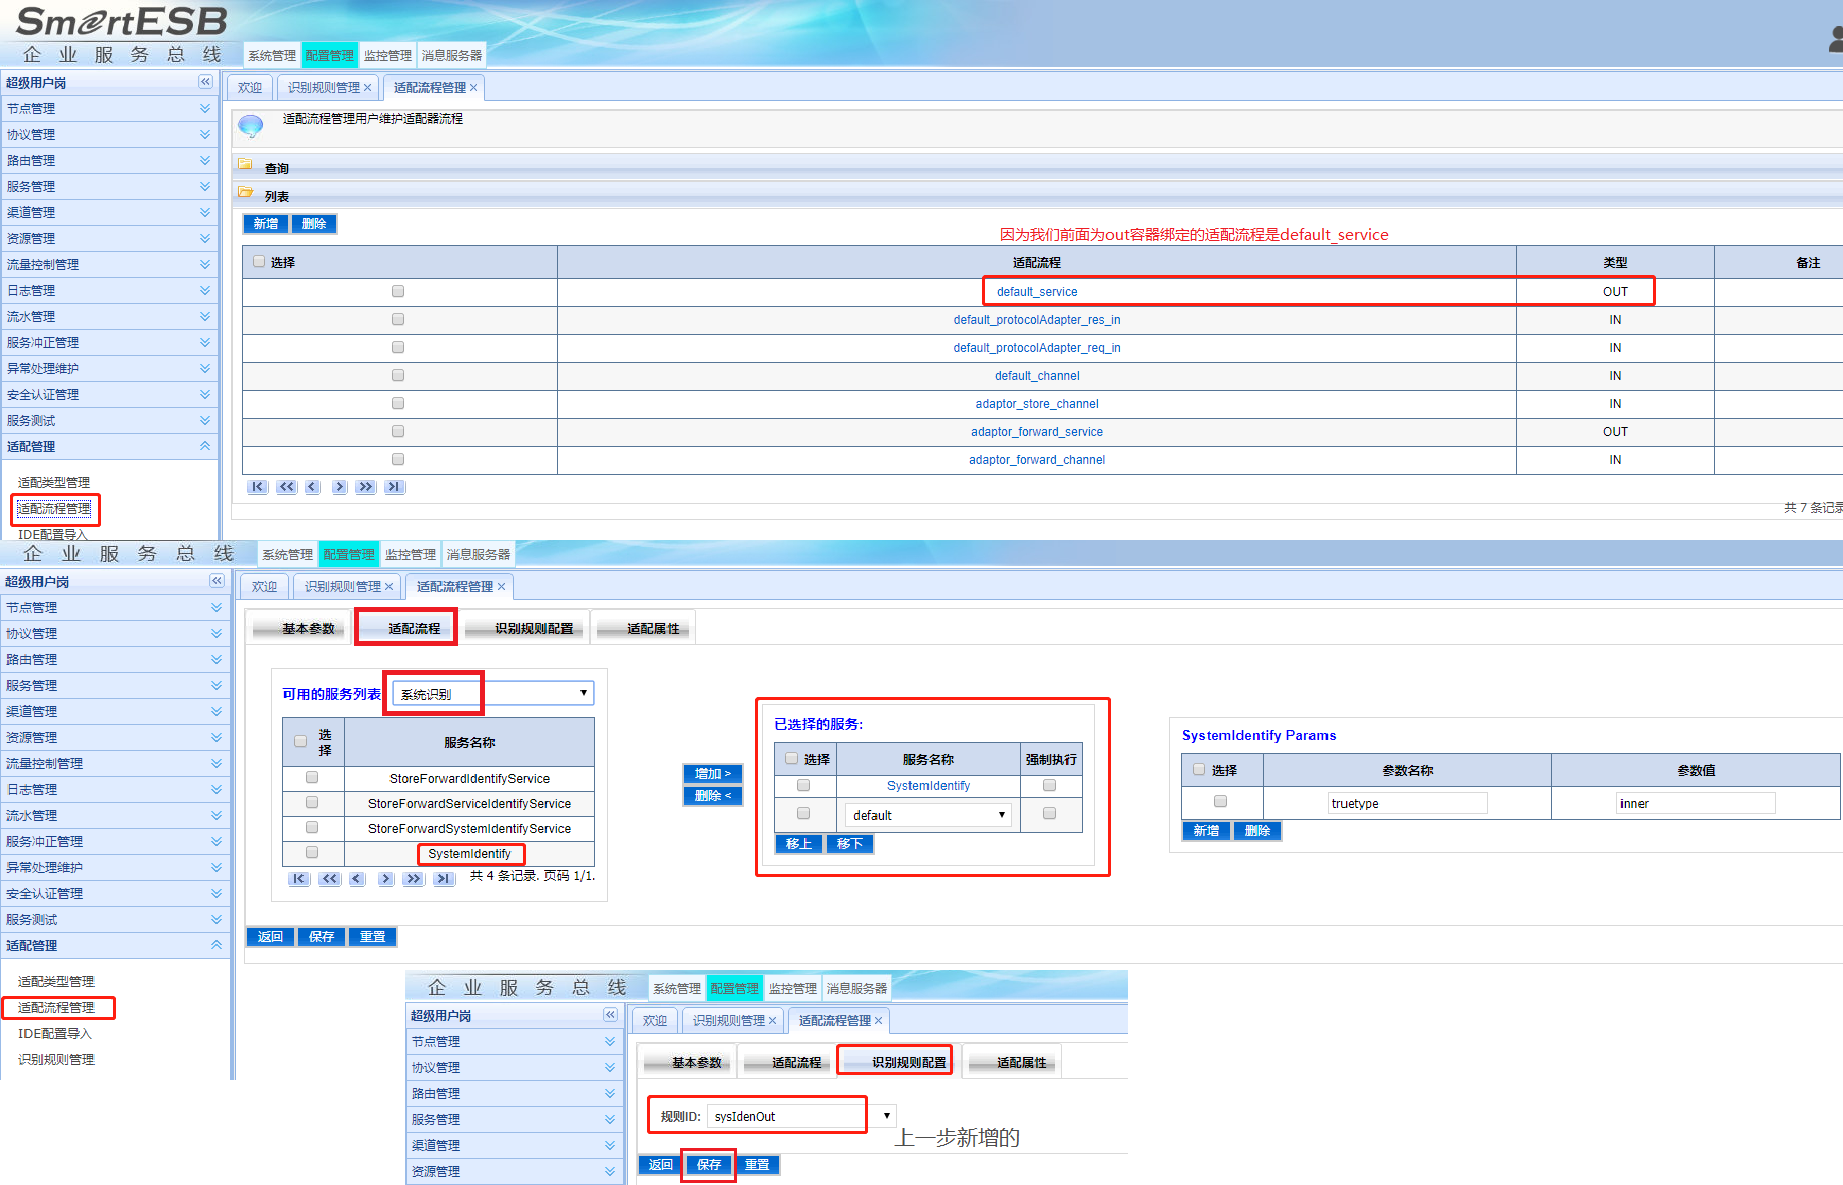 SmartESB
企业服务总线
系统管理 配置管理 监控管理 消息服务器
超级用户岗
节点管理
协议管理
路由管理
服务管理
渠道管理
资源管理
流量控制管理
日志管理
流水管理
服务冲正管理
异常处理维护
安全认证管理
服务测试
适配管理
适配类型管理
适配流程管理
IDE配置导入
欢迎 识别规则管理 适配流程管理
适配流程管理用户维护适配器流程
查询
列表
新增 删除
因为我们前面为out容器绑定的适配流程是default_service
选择 适配流程 类型 备注
default_service OUT
default_protocolAdapter_res_in IN
default_protocolAdapter_req_in IN
default_channel IN
adaptor_store_channel IN
adaptor_forward_service OUT
adaptor_forward_channel IN
共 7 条记录
企业服务总线
系统管理 配置管理 监控管理 消息服务器
超级用户岗
节点管理
协议管理
路由管理
服务管理
渠道管理
资源管理
流量控制管理
日志管理
流水管理
服务冲正管理
异常处理维护
安全认证管理
服务测试
适配管理
适配类型管理
适配流程管理
IDE配置导入
识别规则管理
欢迎 识别规则管理 适配流程管理
基本参数 适配流程 识别规则配置 适配属性
可用的服务列表 系统识别
选择 服务名称
StoreForwardIdentifyService
StoreForwardServiceIdentifyService
StoreForwardSystemIdentifyService
SystemIdentify
共 4 条记录. 页码 1/1.
增加 >
删除 <
已选择的服务:
选择 服务名称 强制执行
SystemIdentify
default
移上 移下
SystemIdentify Params
选择 参数名称 参数值
truetype inner
新增 删除
返回 保存 重置
企业服务总线
系统管理 配置管理 监控管理 消息服务器
超级用户岗
节点管理
协议管理
路由管理
服务管理
渠道管理
资源管理
欢迎 识别规则管理 适配流程管理
基本参数 适配流程 识别规则配置 适配属性
规则ID: sysIdenOut
上一步新增的
返回 保存 重置